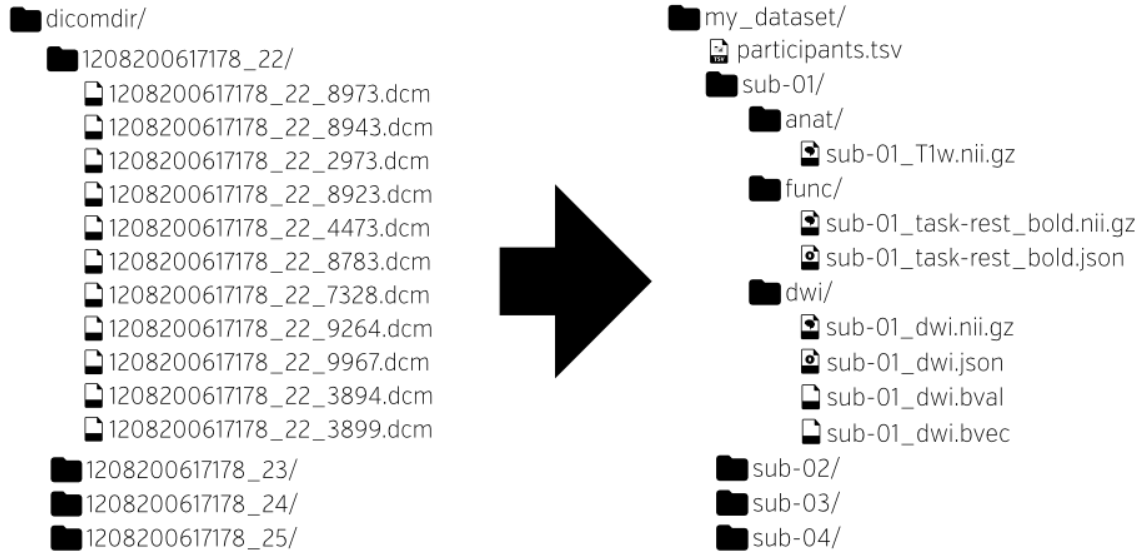 dicomdir/
1208200617178_22/
1208200617178_22_8973.dcm
1208200617178_22_8943.dcm
1208200617178_22_2973.dcm
1208200617178_22_8923.dcm
1208200617178_22_4473.dcm
1208200617178_22_8783.dcm
1208200617178_22_7328.dcm
1208200617178_22_9264.dcm
1208200617178_22_9967.dcm
1208200617178_22_3894.dcm
1208200617178_22_3899.dcm
1208200617178_23/
1208200617178_24/
1208200617178_25/
my_dataset/
participants.tsv
sub-01/
anat/
sub-01_T1w.nii.gz
func/
sub-01_task-rest_bold.nii.gz
sub-01_task-rest_bold.json
dwi/
sub-01_dwi.nii.gz
sub-01_dwi.json
sub-01_dwi.bval
sub-01_dwi.bvec
sub-02/
sub-03/
sub-04/